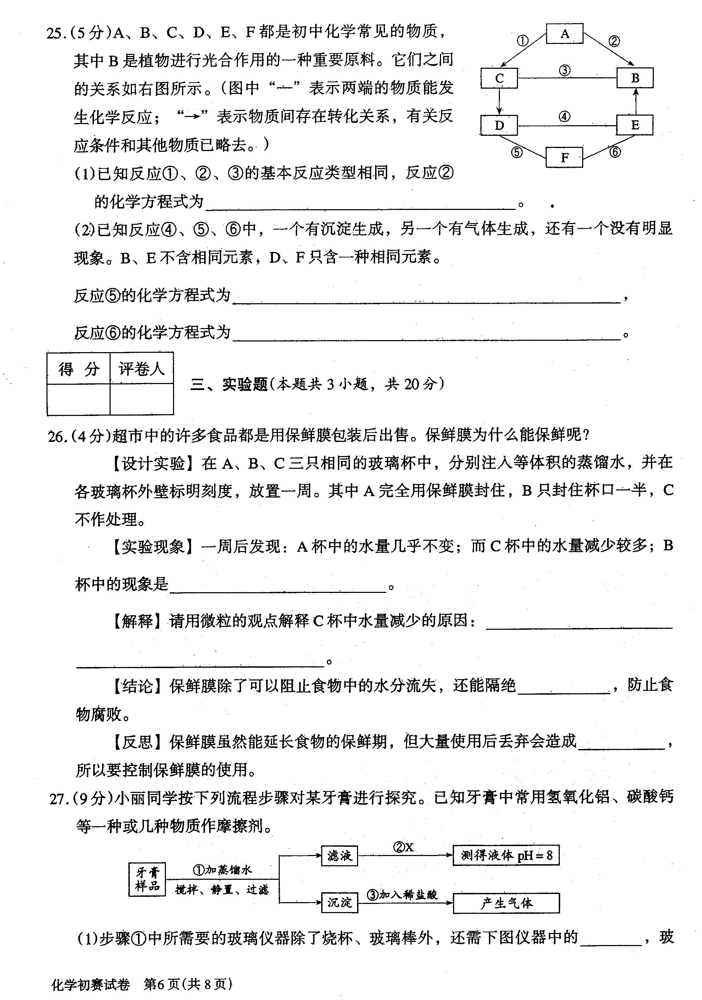 25.(5分)A、B、C、D、E、F都是初中化学常见的物质，
其中B是植物进行光合作用的一种重要原料。它们之间
的关系如右图所示。(图中“—”表示两端的物质能发
生化学反应；“→”表示物质间存在转化关系，有关反
应条件和其他物质已略去。)
A
①
②
C
③
B
D
④
E
⑤
F
⑥
(1)已知反应①、②、③的基本反应类型相同，反应②
的化学方程式为。
(2)已知反应④、⑤、⑥中，一个有沉淀生成，另一个有气体生成，还有一个没有明显
现象。B、E不含相同元素，D、F只含一种相同元素。
反应⑤的化学方程式为，
反应⑥的化学方程式为。
得 分 评卷人
三、实验题(本题共3小题，共20分)
26.(4分)超市中的许多食品都是用保鲜膜包装后出售。保鲜膜为什么能保鲜呢？
【设计实验】在A、B、C三只相同的玻璃杯中，分别注入等体积的蒸馏水，并在
各玻璃杯外壁标明刻度，放置一周。其中A完全用保鲜膜封住，B只封住杯口一半，C
不作处理。
【实验现象】一周后发现：A杯中的水量几乎不变；而C杯中的水量减少较多；B
杯中的现象是。
【解释】请用微粒的观点解释C杯中水量减少的原因：
。
【结论】保鲜膜除了可以阻止食物中的水分流失，还能隔绝，防止食
物腐败。
【反思】保鲜膜虽然能延长食物的保鲜期，但大量使用后丢弃会造成，
所以要控制保鲜膜的使用。
27.(9分)小丽同学按下列流程步骤对某牙膏进行探究。已知牙膏中常用氢氧化铝、碳酸钙
等一种或几种物质作摩擦剂。
牙膏
样品
①加蒸馏水
搅拌、静置、过滤
滤液
②X
测得液体pH=8
沉淀
③加入稀盐酸
产生气体
(1)步骤①中所需要的玻璃仪器除了烧杯、玻璃棒外，还需下图仪器中的，玻
化学初赛试卷 第6页(共8页)